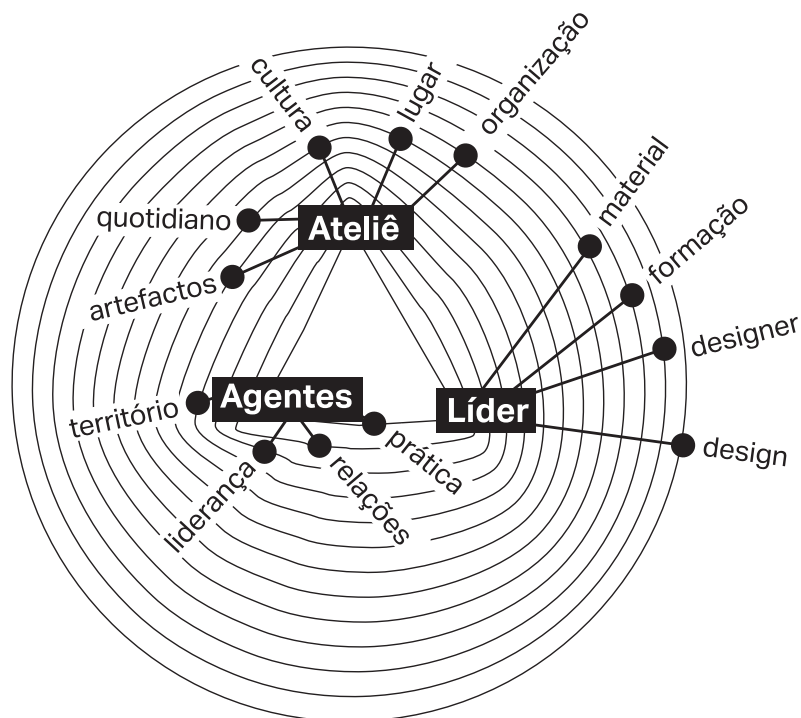 cultura
lugar
organização
material
quotidiano
Ateliê
formação
artefactos
designer
Agentes
Líder
território
prática
design
liderança
relações